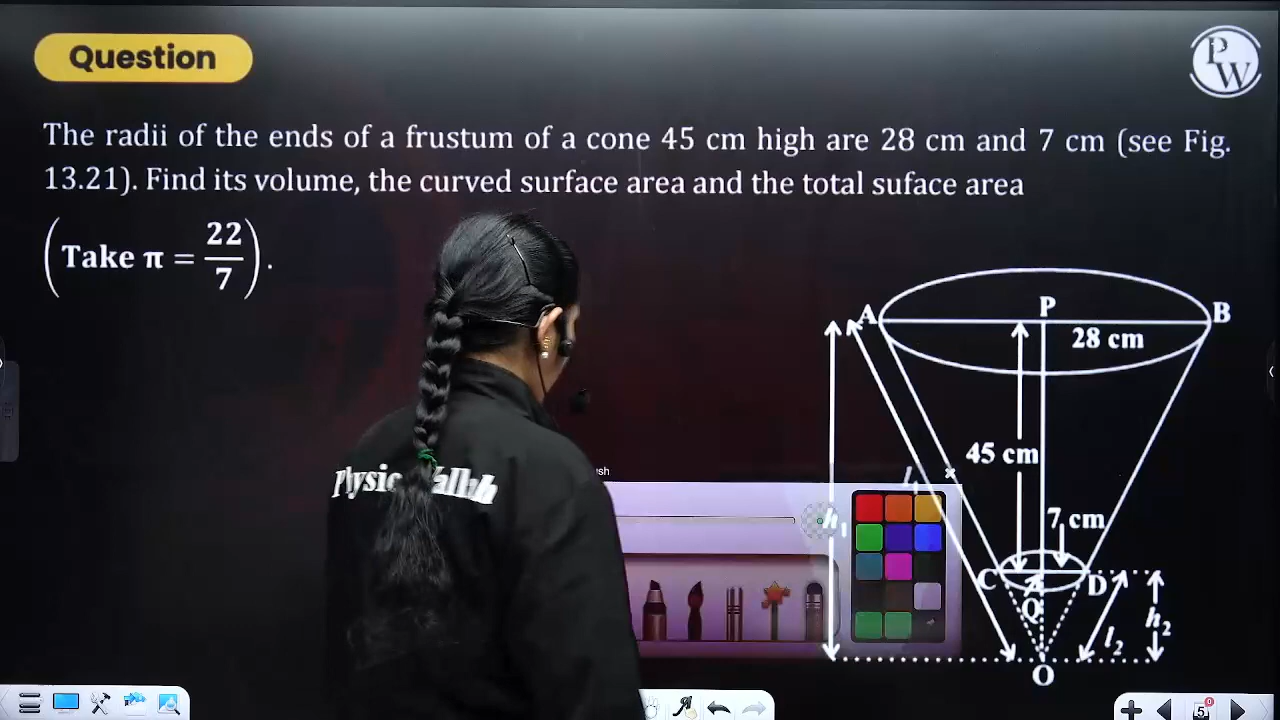 Question
PW
The radii of the ends of a frustum of a cone 45 cm high are 28 cm and 7 cm (see Fig.
13.21). Find its volume, the curved surface area and the total suface area
(Take π = 22/7).
A
P
B
28 cm
45 cm
h₁
7 cm
C
D
Q
h₂
l₂
O